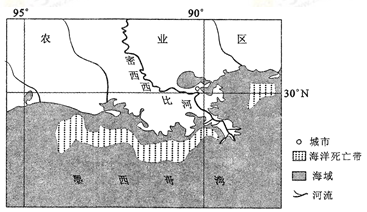 95° 90°
农 业 区
密西西比河
30°N
城市
海洋死亡带
海域
河流
墨 西 哥 湾